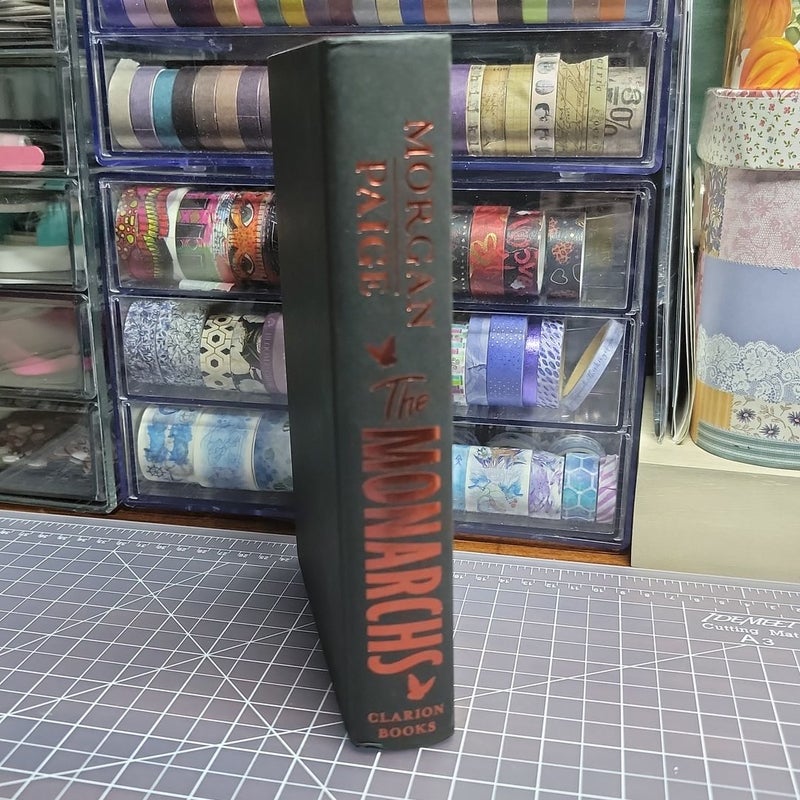 MORGAN
PAIGE
The
MONARCHS
CLARION
BOOKS
IDEMEET
Cutting Mat
A3